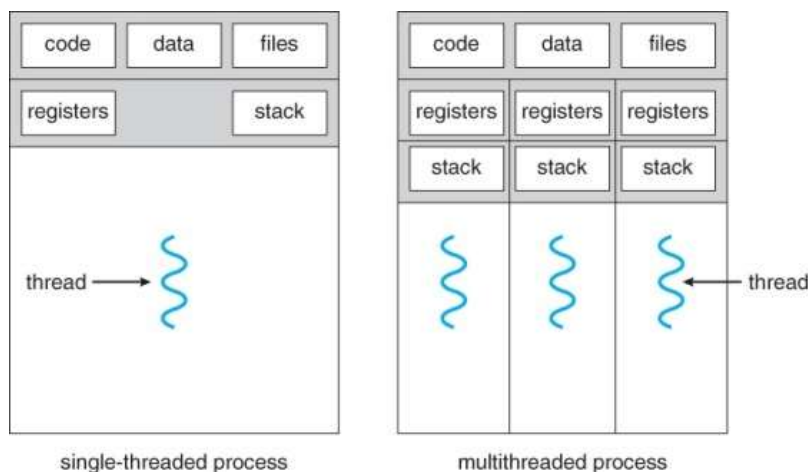 code data files
registers stack
thread
single-threaded process
code data files
registers registers registers
stack stack stack
thread
multithreaded process